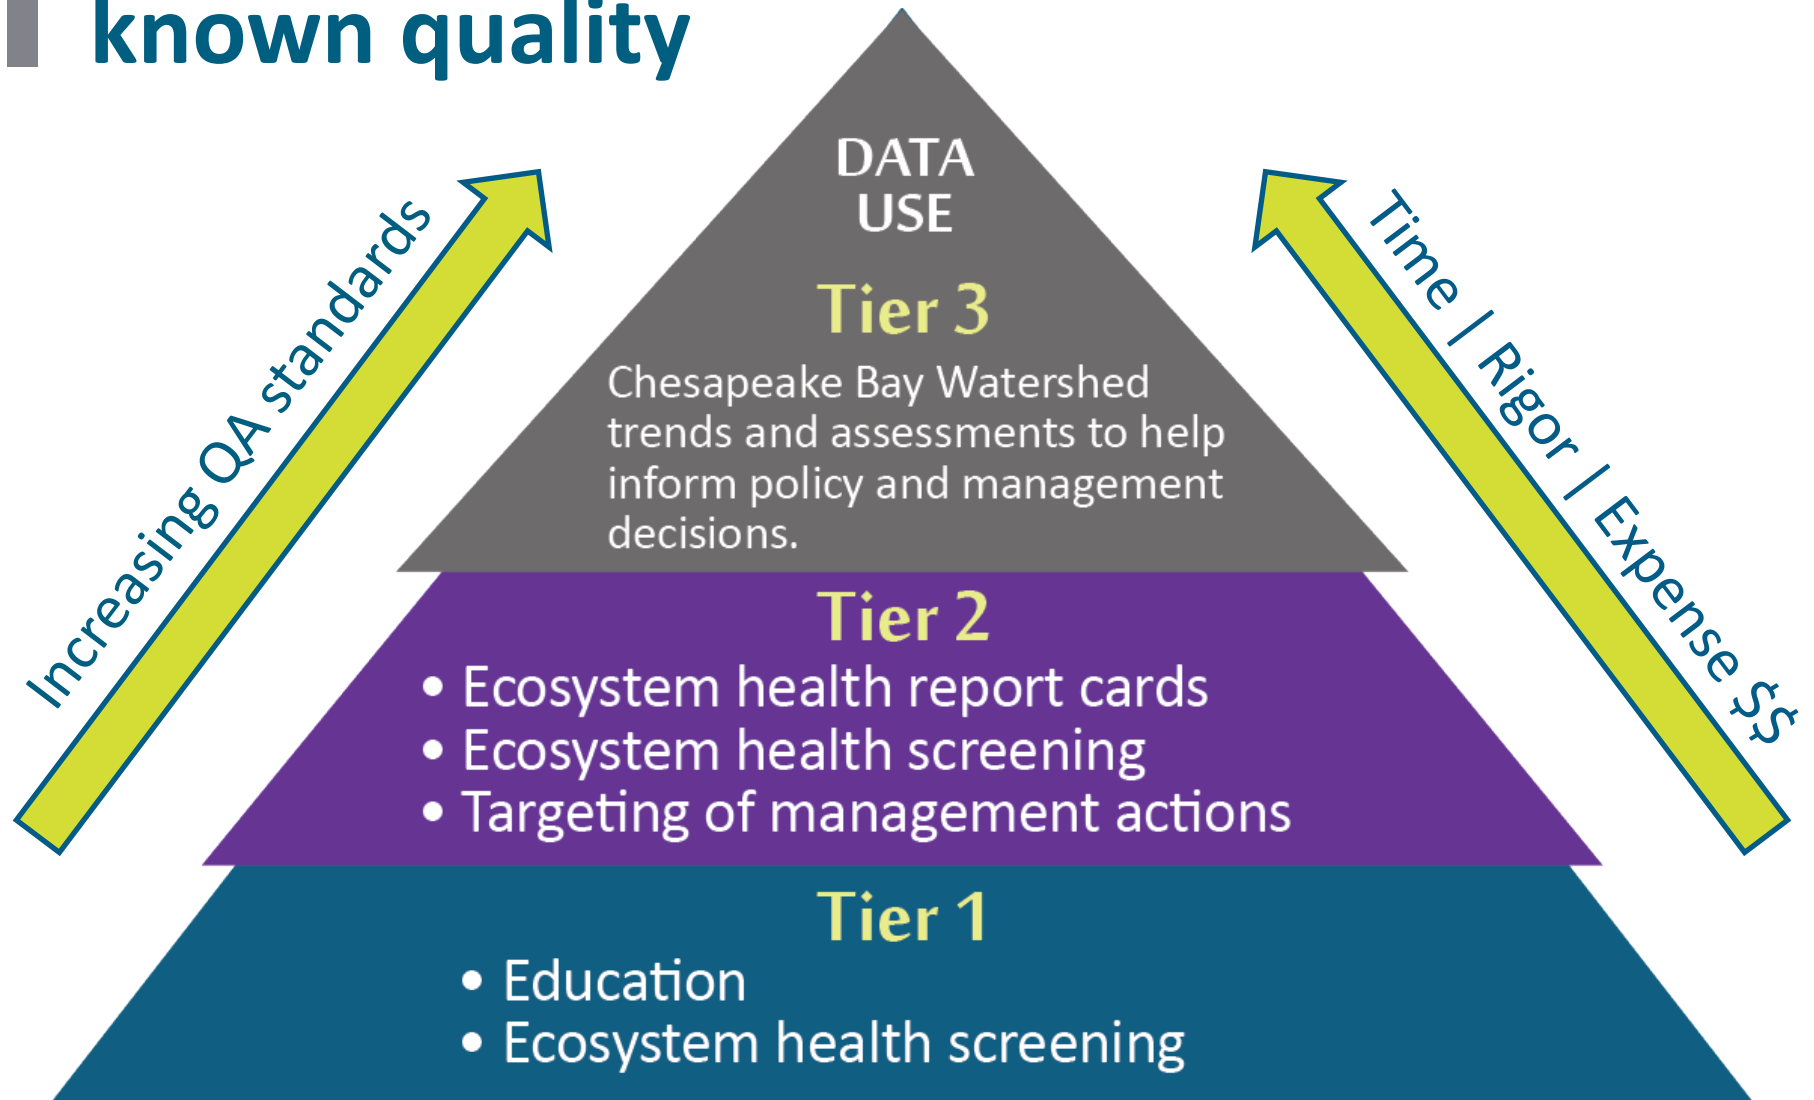 known quality
DATA
USE
Tier 3
Chesapeake Bay Watershed
trends and assessments to help
inform policy and management
decisions.
Tier 2
• Ecosystem health report cards
• Ecosystem health screening
• Targeting of management actions
Tier 1
• Education
• Ecosystem health screening
Increasing QA standards
Time | Rigor | Expense $$